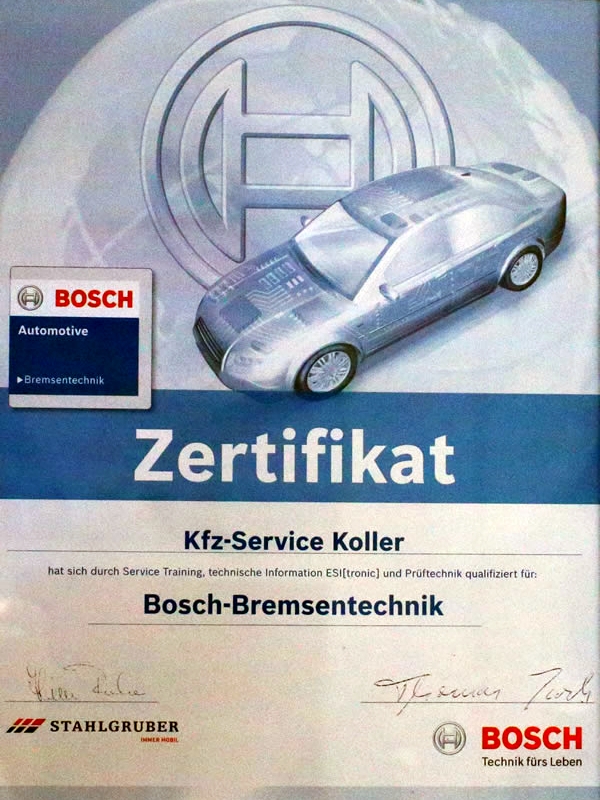 BOSCH
Automotive
▸Bremsentechnik
Zertifikat
Kfz-Service Koller
hat sich durch Service Training, technische Information ESI[tronic] und Prüftechnik qualifiziert für:
Bosch-Bremsentechnik
STAHLGRUBER
IMMER MOBIL
BOSCH
Technik fürs Leben